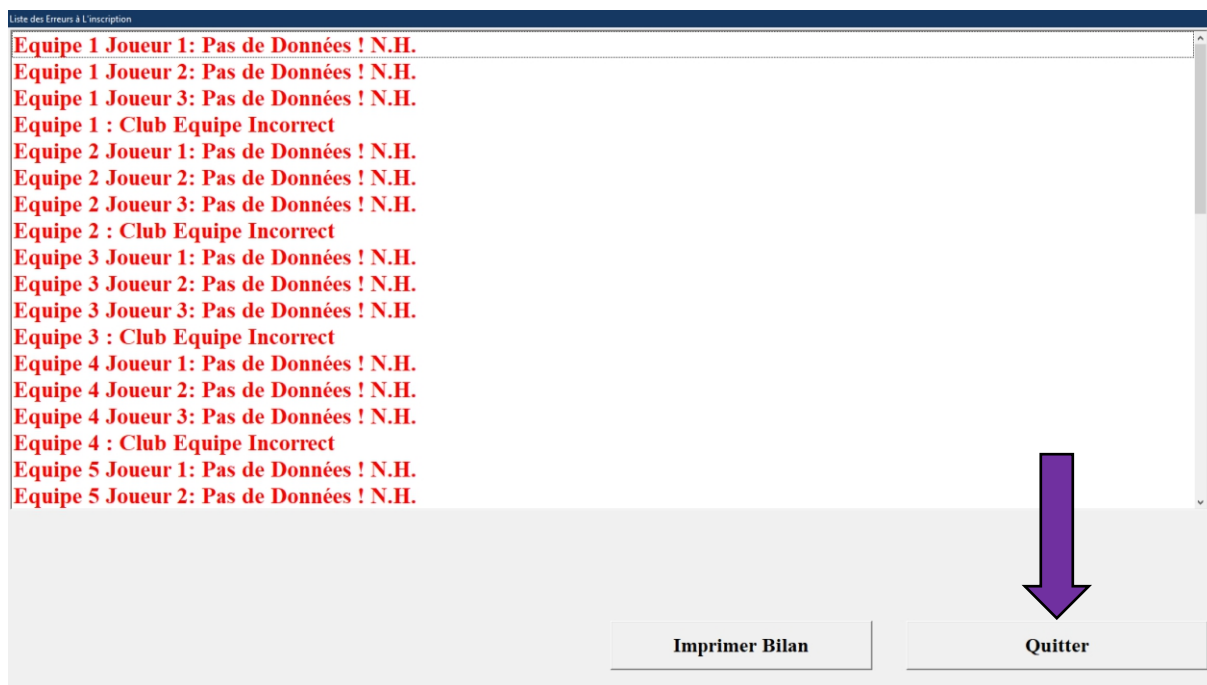 Liste des Erreurs à L'inscription
Equipe 1 Joueur 1: Pas de Données ! N.H.
Equipe 1 Joueur 2: Pas de Données ! N.H.
Equipe 1 Joueur 3: Pas de Données ! N.H.
Equipe 1 : Club Equipe Incorrect
Equipe 2 Joueur 1: Pas de Données ! N.H.
Equipe 2 Joueur 2: Pas de Données ! N.H.
Equipe 2 Joueur 3: Pas de Données ! N.H.
Equipe 2 : Club Equipe Incorrect
Equipe 3 Joueur 1: Pas de Données ! N.H.
Equipe 3 Joueur 2: Pas de Données ! N.H.
Equipe 3 Joueur 3: Pas de Données ! N.H.
Equipe 3 : Club Equipe Incorrect
Equipe 4 Joueur 1: Pas de Données ! N.H.
Equipe 4 Joueur 2: Pas de Données ! N.H.
Equipe 4 Joueur 3: Pas de Données ! N.H.
Equipe 4 : Club Equipe Incorrect
Equipe 5 Joueur 1: Pas de Données ! N.H.
Equipe 5 Joueur 2: Pas de Données ! N.H.
Imprimer Bilan
Quitter